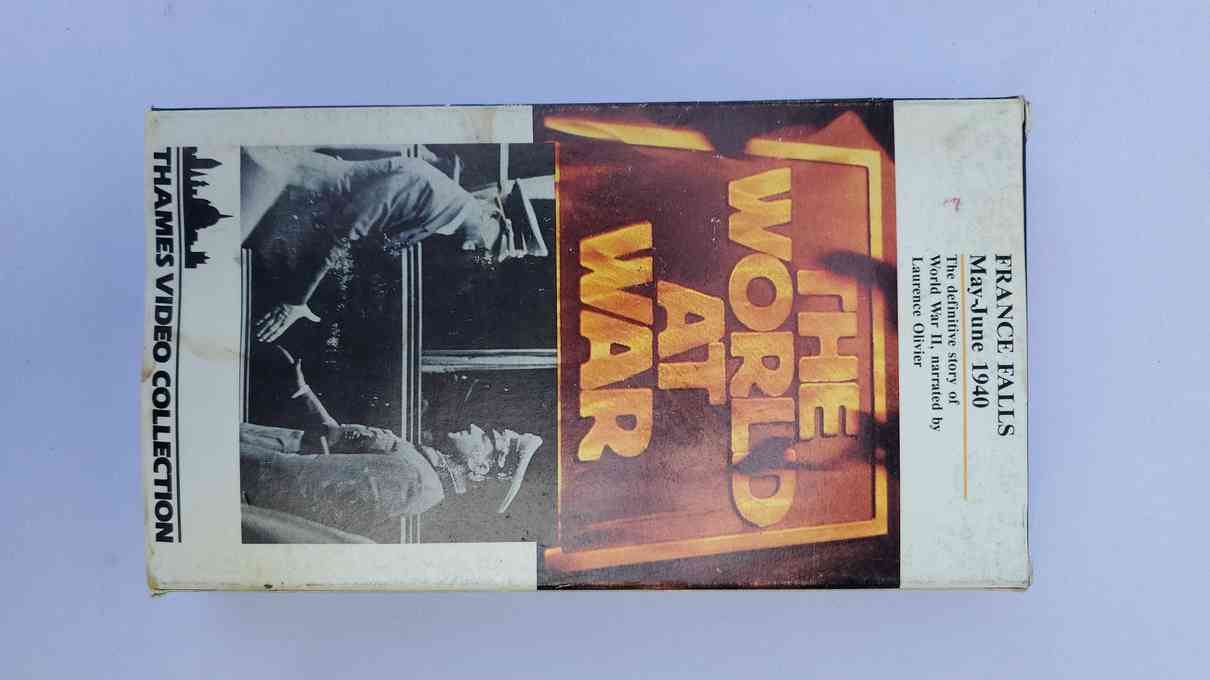 FRANCE FALLS
May-June 1940
The definitive story of
World War II, narrated by
Laurence Olivier
THE
WORLD
AT
WAR
THAMES VIDEO COLLECTION